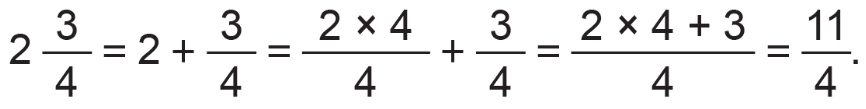 2 3/4 = 2 + 3/4 = 2 × 4/4 + 3/4 = 2 × 4 + 3/4 = 11/4.